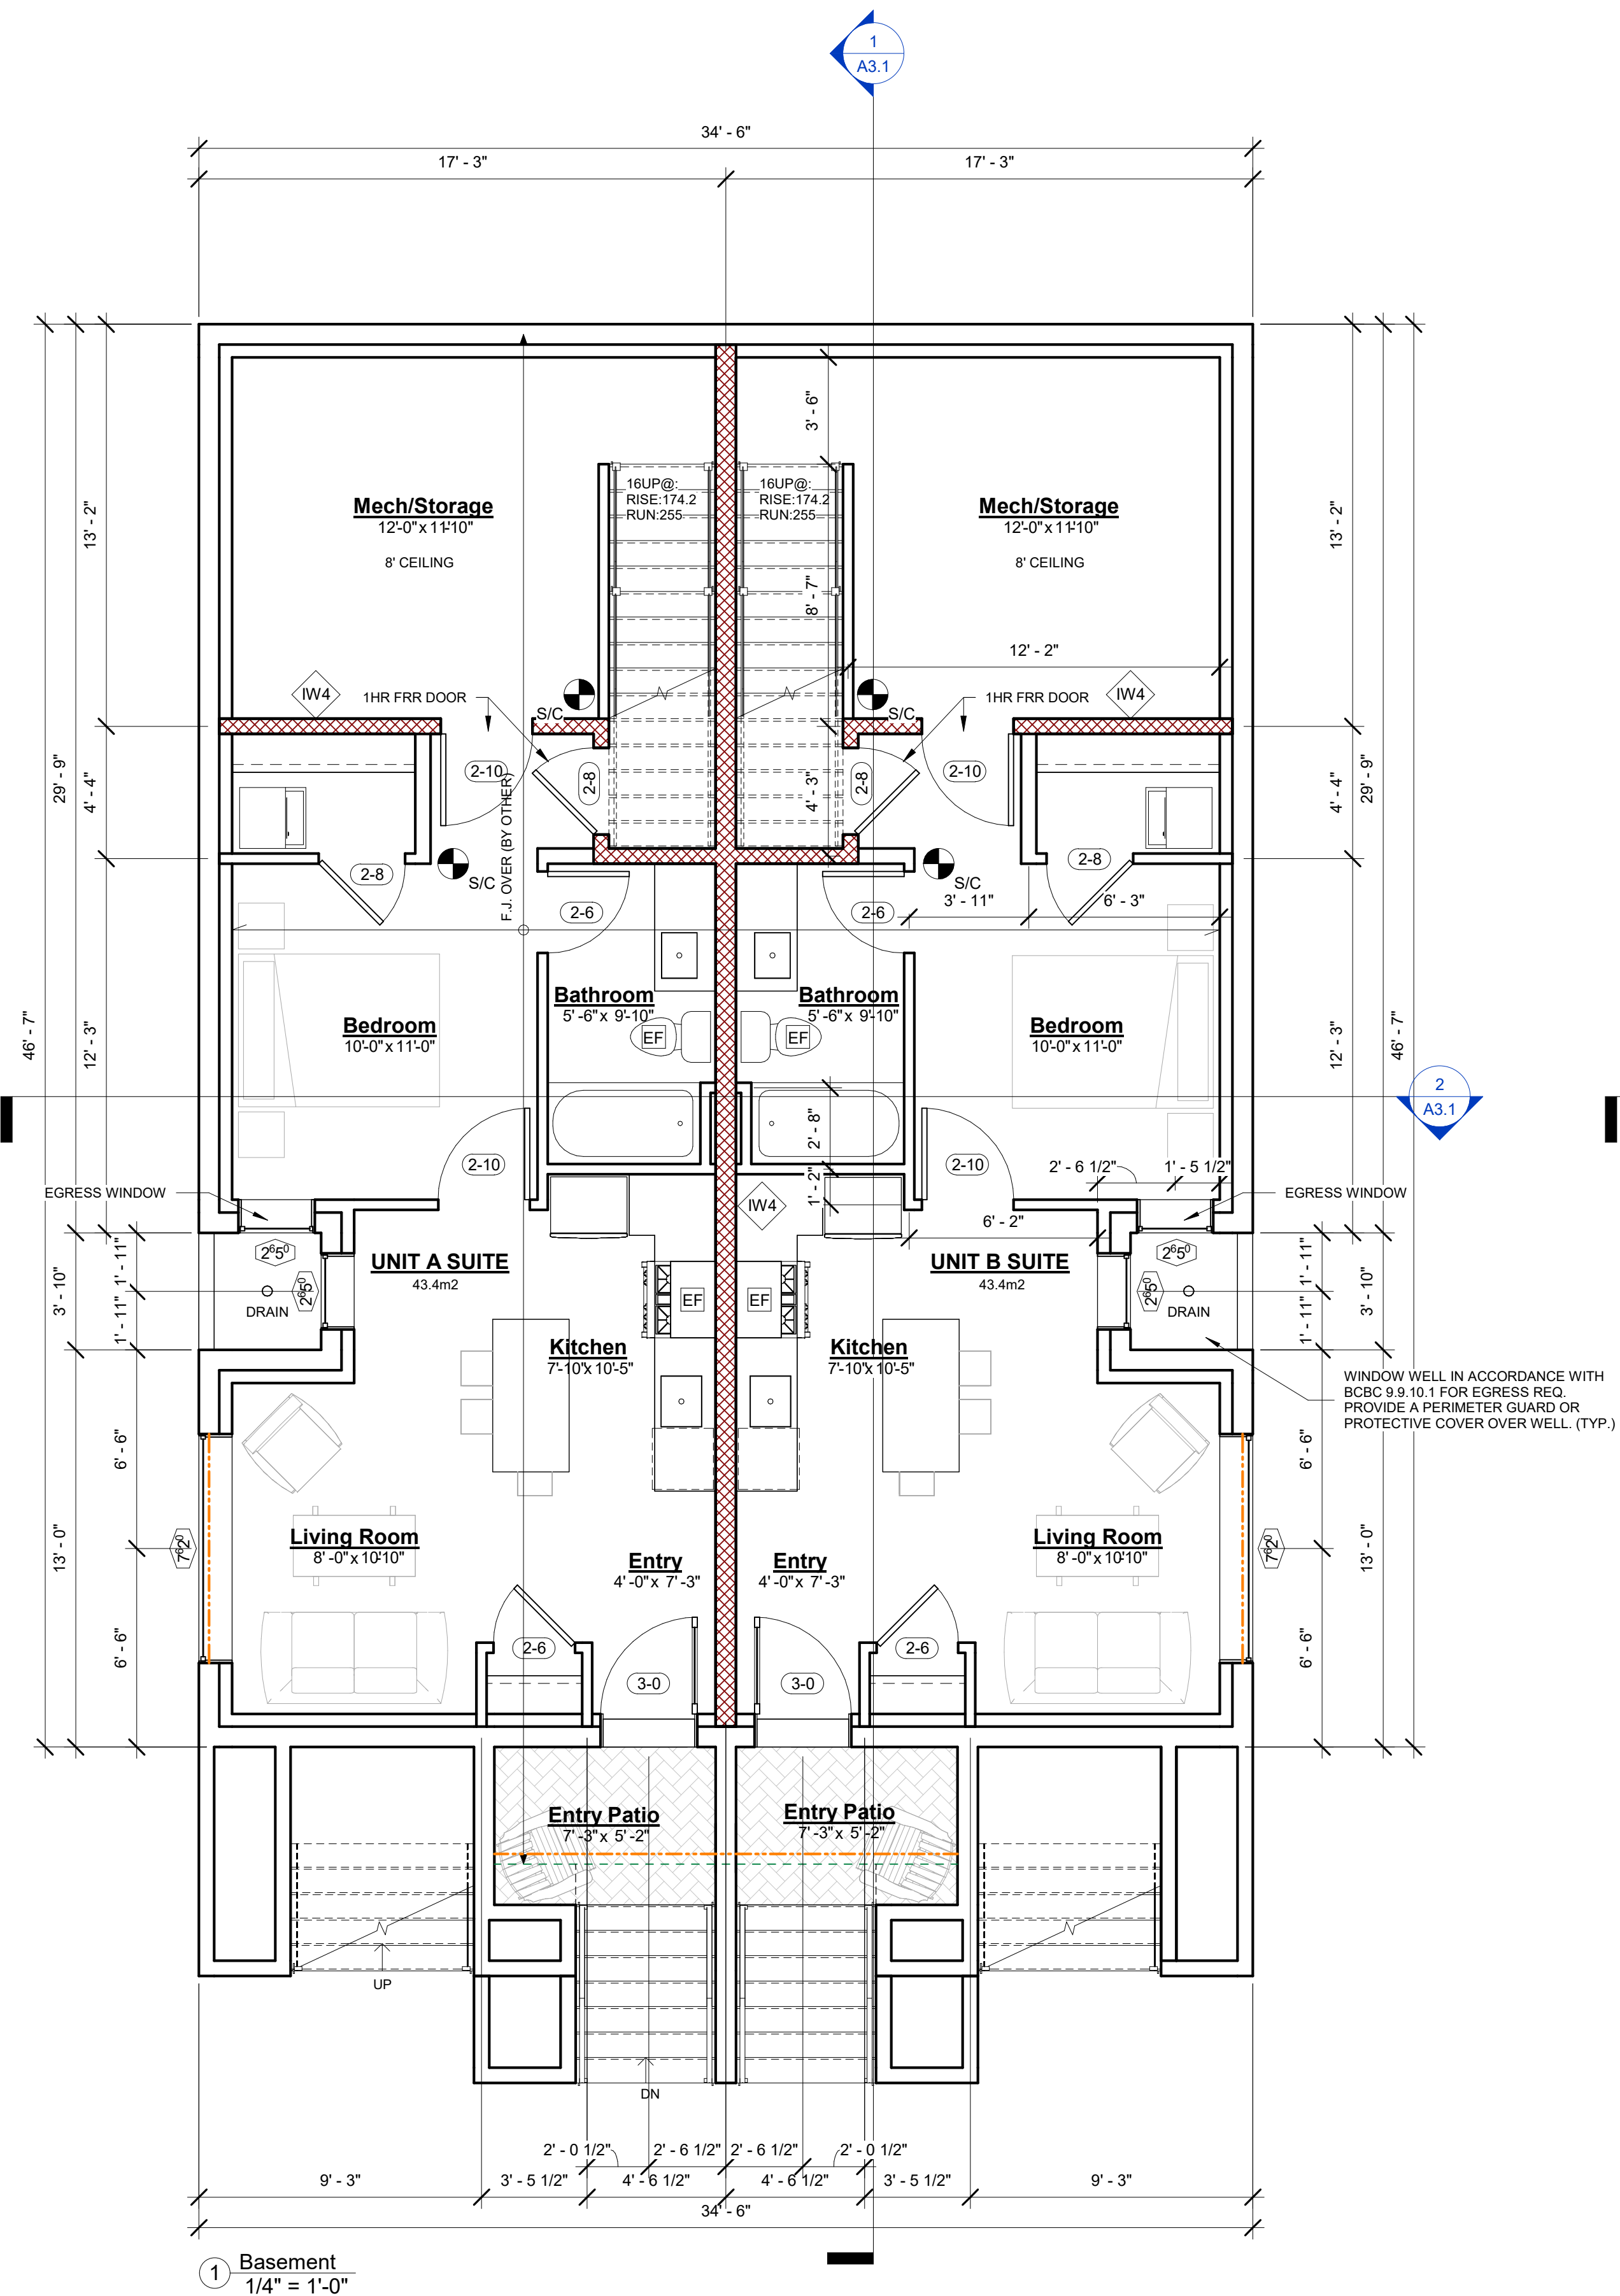 1
A3.1
34' - 6"
17' - 3"
17' - 3"
3' - 6"
16UP@:
RISE:174.2
RUN:255
16UP@:
RISE:174.2
RUN:255
Mech/Storage
12'-0" x 11'-10"
8' CEILING
Mech/Storage
12'-0" x 11'-10"
8' CEILING
13' - 2"
13' - 2"
8' - 7"
12' - 2"
IW4
1HR FRR DOOR
S/C
S/C
1HR FRR DOOR
IW4
29' - 9"
4' - 4"
2-10
2-8
4' - 3"
2-8
2-10
4' - 4"
29' - 9"
F.J. OVER (BY OTHER)
2-8
S/C
S/C
2-8
2-6
2-6
3' - 11"
6' - 3"
46' - 7"
12' - 3"
Bedroom
10'-0" x 11'-0"
Bathroom
5'-6" x 9'-10"
EF
Bathroom
5'-6" x 9'-10"
EF
Bedroom
10'-0" x 11'-0"
12' - 3"
46' - 7"
2
A3.1
2' - 8"
2-10
2-10
2' - 6 1/2"
1' - 5 1/2"
EGRESS WINDOW
1' - 2"
IW4
EGRESS WINDOW
6' - 2"
UNIT A SUITE
43.4m2
UNIT B SUITE
43.4m2
2⁶5⁰
2⁶5⁰
DRAIN
2⁶5⁰
2⁶5⁰
DRAIN
3' - 10"
1' - 11"
1' - 11"
1' - 11"
1' - 11"
3' - 10"
EF
EF
Kitchen
7'-10" x 10'-5"
Kitchen
7'-10" x 10'-5"
WINDOW WELL IN ACCORDANCE WITH
BCBC 9.9.10.1 FOR EGRESS REQ.
PROVIDE A PERIMETER GUARD OR
PROTECTIVE COVER OVER WELL. (TYP.)
6' - 6"
6' - 6"
13' - 0"
7⁶2⁰
Living Room
8'-0" x 10'10"
Entry
4'-0" x 7'-3"
Entry
4'-0" x 7'-3"
Living Room
8'-0" x 10'10"
7⁶2⁰
13' - 0"
6' - 6"
6' - 6"
2-6
3-0
3-0
2-6
Entry Patio
7'-3" x 5'-2"
Entry Patio
7'-3" x 5'-2"
UP
DN
2' - 0 1/2"
2' - 6 1/2"
2' - 6 1/2"
2' - 0 1/2"
9' - 3"
3' - 5 1/2"
4' - 6 1/2"
4' - 6 1/2"
3' - 5 1/2"
9' - 3"
34' - 6"
1
Basement
1/4" = 1'-0"